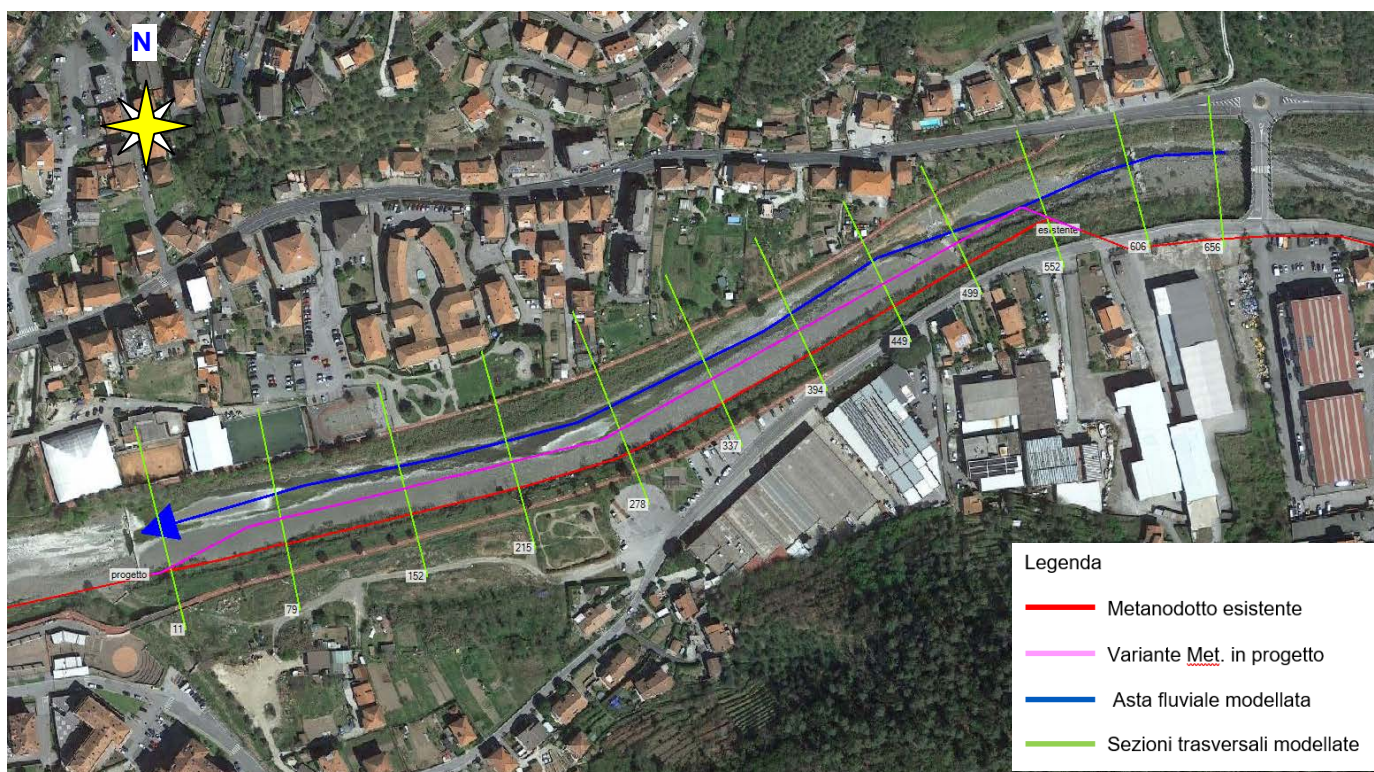 N
esistente
606
656
552
499
449
394
337
278
215
progetto
152
79
11
Legenda
Metanodotto esistente
Variante Met. in progetto
Asta fluviale modellata
Sezioni trasversali modellate